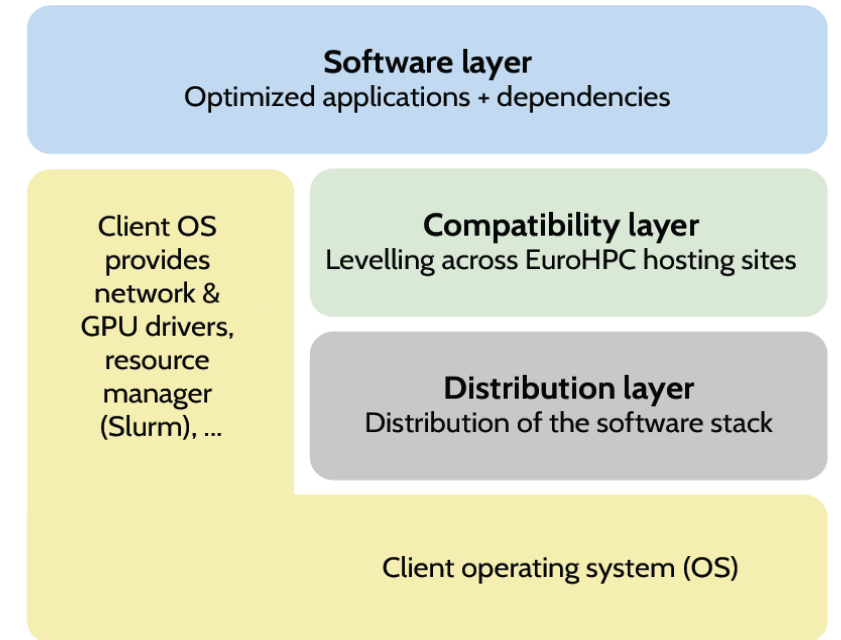 Software layer
Optimized applications + dependencies
Client OS
provides
network &
GPU drivers,
resource
manager
(Slurm), ...
Compatibility layer
Levelling across EuroHPC hosting sites
Distribution layer
Distribution of the software stack
Client operating system (OS)